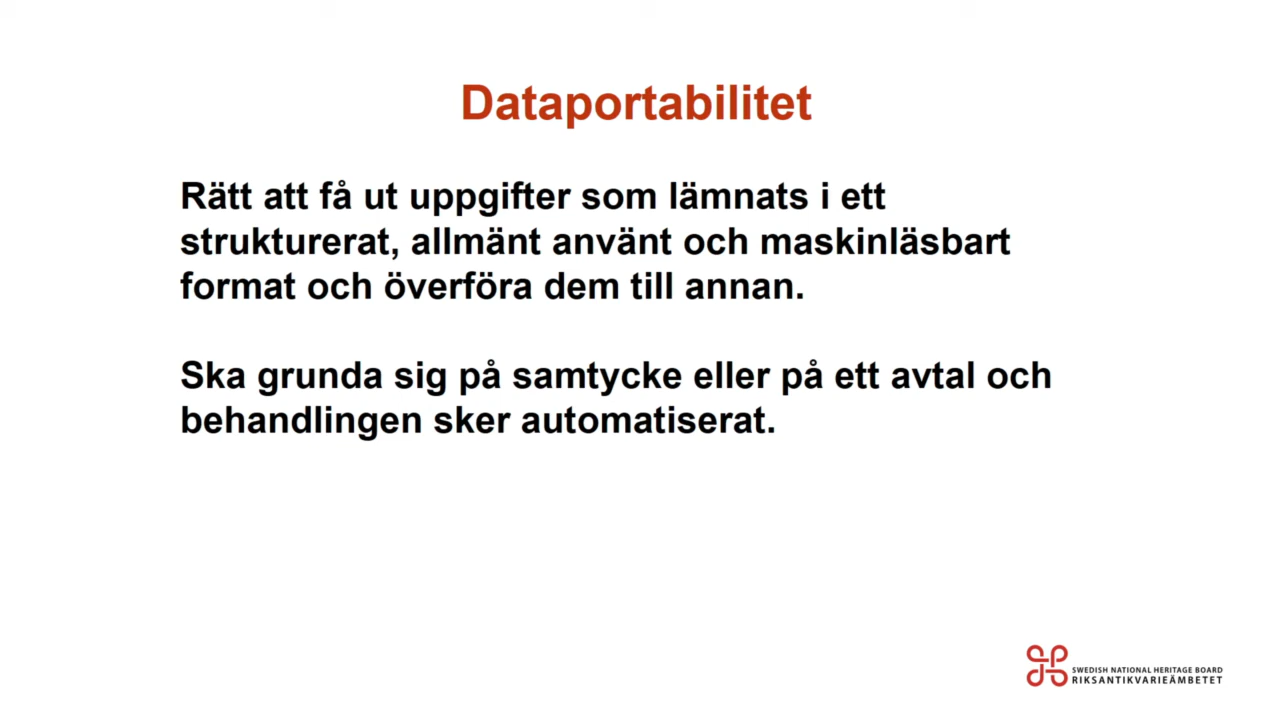 Dataportabilitet
Rätt att få ut uppgifter som lämnats i ett
strukturerat, allmänt använt och maskinläsbart
format och överföra dem till annan.
Ska grunda sig på samtycke eller på ett avtal och
behandlingen sker automatiserat.
SWEDISH NATIONAL HERITAGE BOARD
RIKSANTIKVARIEÄMBETET